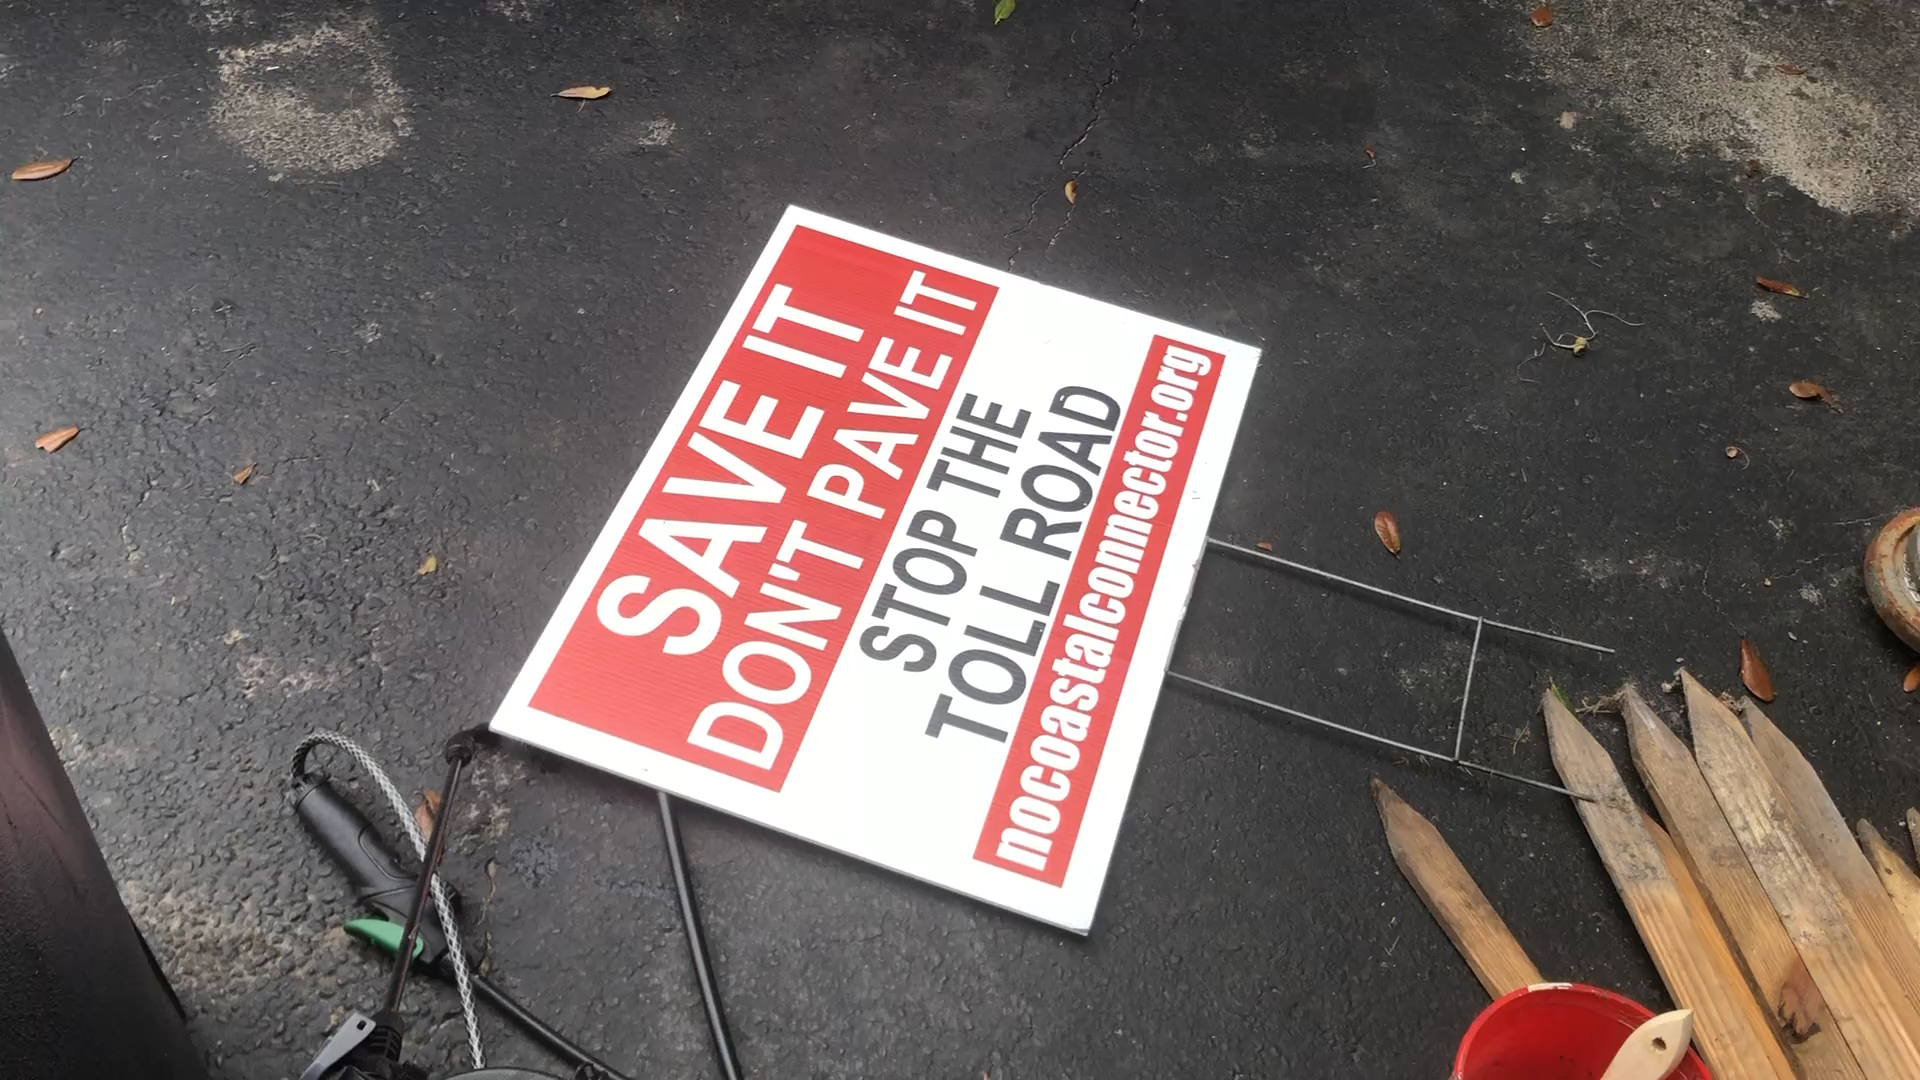 SAVE IT
DON'T PAVE IT
STOP THE
TOLL ROAD
nocoastalconnector.org